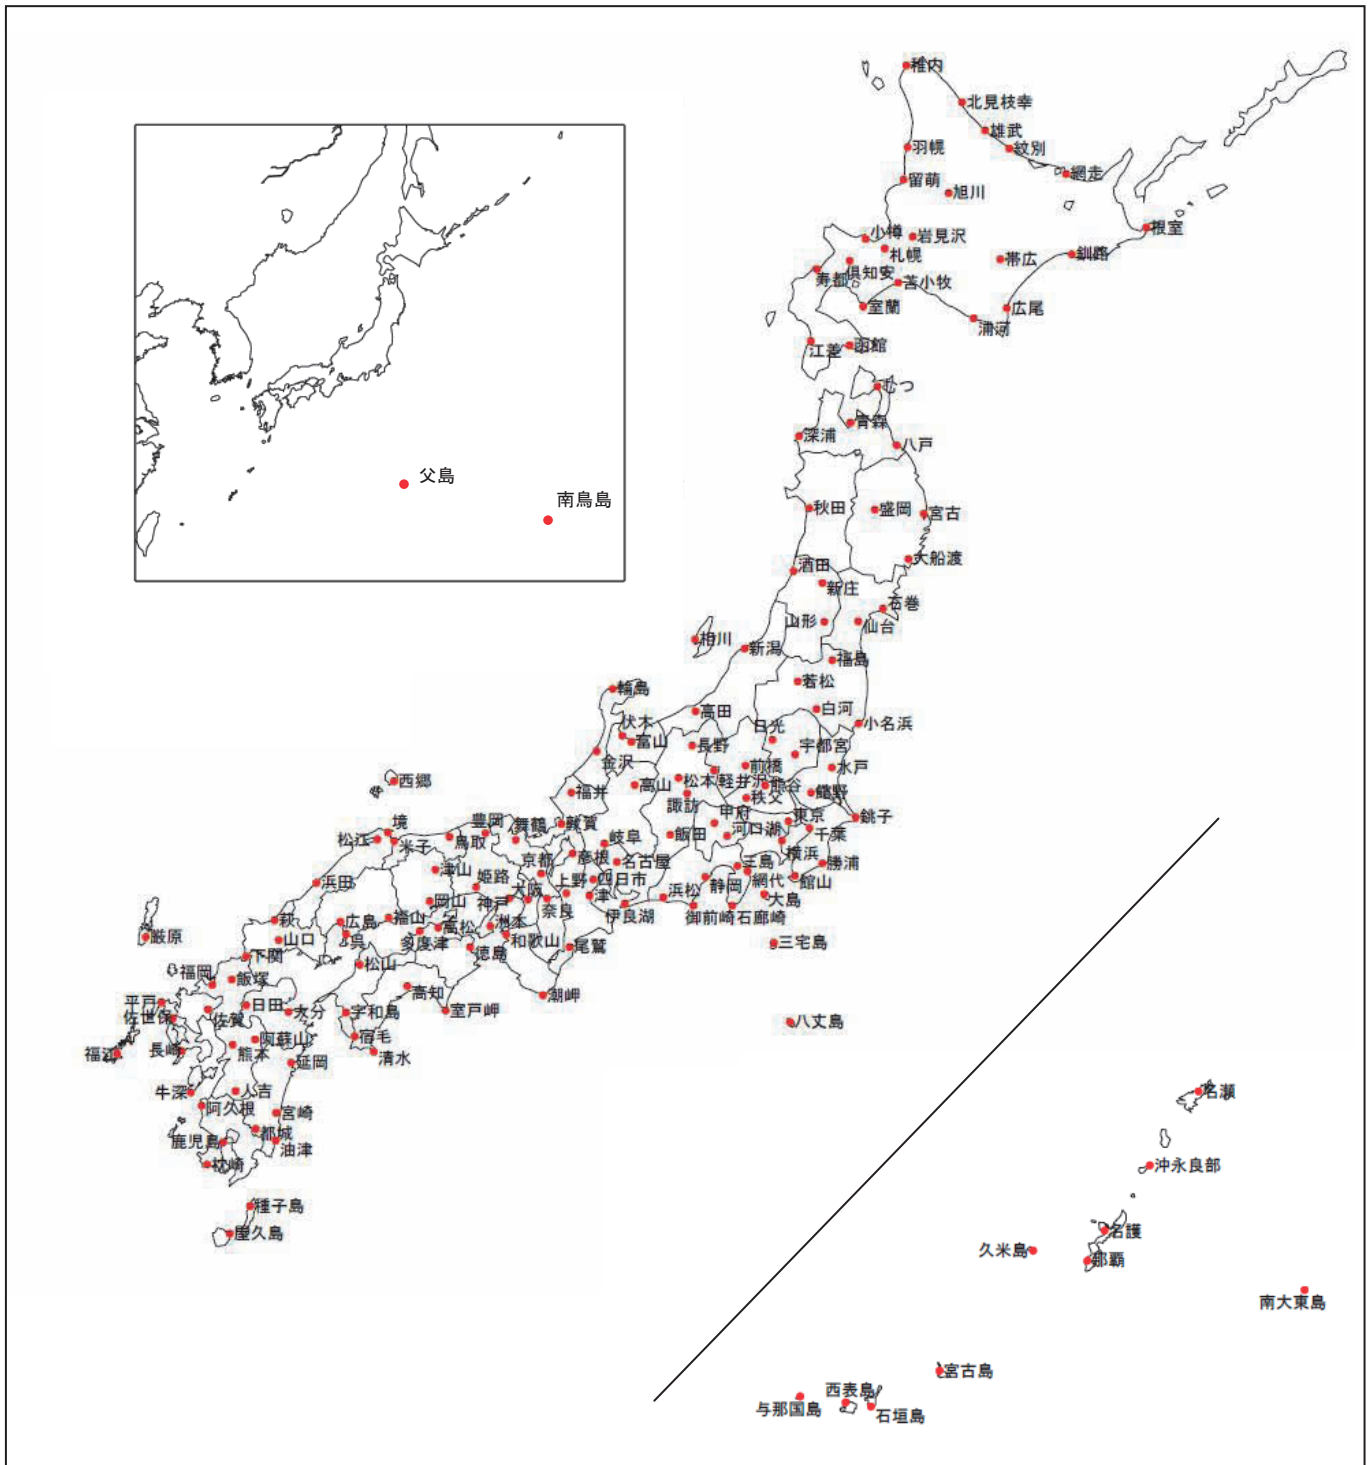 稚内
北見枝幸
雄武
紋別
羽幌
網走
留萌
旭川
根室
小樽
岩見沢
札幌
釧路
帯広
倶知安
寿都
苫小牧
室蘭
広尾
浦河
江差
函館
むつ
青森
深浦
八戸
父島
南鳥島
秋田
盛岡
宮古
大船渡
酒田
新庄
石巻
山形
仙台
相川
新潟
福島
若松
輪島
高田
白河
小名浜
伏木
日光
富山
長野
宇都宮
金沢
前橋
水戸
西郷
高山
松本
軽井沢
熊谷
福井
秩父
諏訪
甲府
東京
銚子
境
豊岡
舞鶴
敦賀
松江
米子
鳥取
岐阜
飯田
河口湖
千葉
横浜
京都
彦根
名古屋
三島
勝浦
津山
姫路
上野
四日市
静岡
網代
館山
浜田
岡山
神戸
大阪
奈良
津
伊良湖
浜松
御前崎
石廊崎
大島
萩
広島
福山
高松
洲本
厳原
山口
呉
多度津
徳島
和歌山
尾鷲
三宅島
下関
松山
福岡
飯塚
高知
潮岬
平戸
日田
佐世保
佐賀
大分
宇和島
室戸岬
八丈島
阿蘇山
宿毛
福江
長崎
熊本
延岡
清水
牛深
人吉
阿久根
宮崎
名瀬
鹿児島
都城
油津
枕崎
沖永良部
種子島
屋久島
名護
久米島
那覇
南大東島
宮古島
西表島
与那国島
石垣島